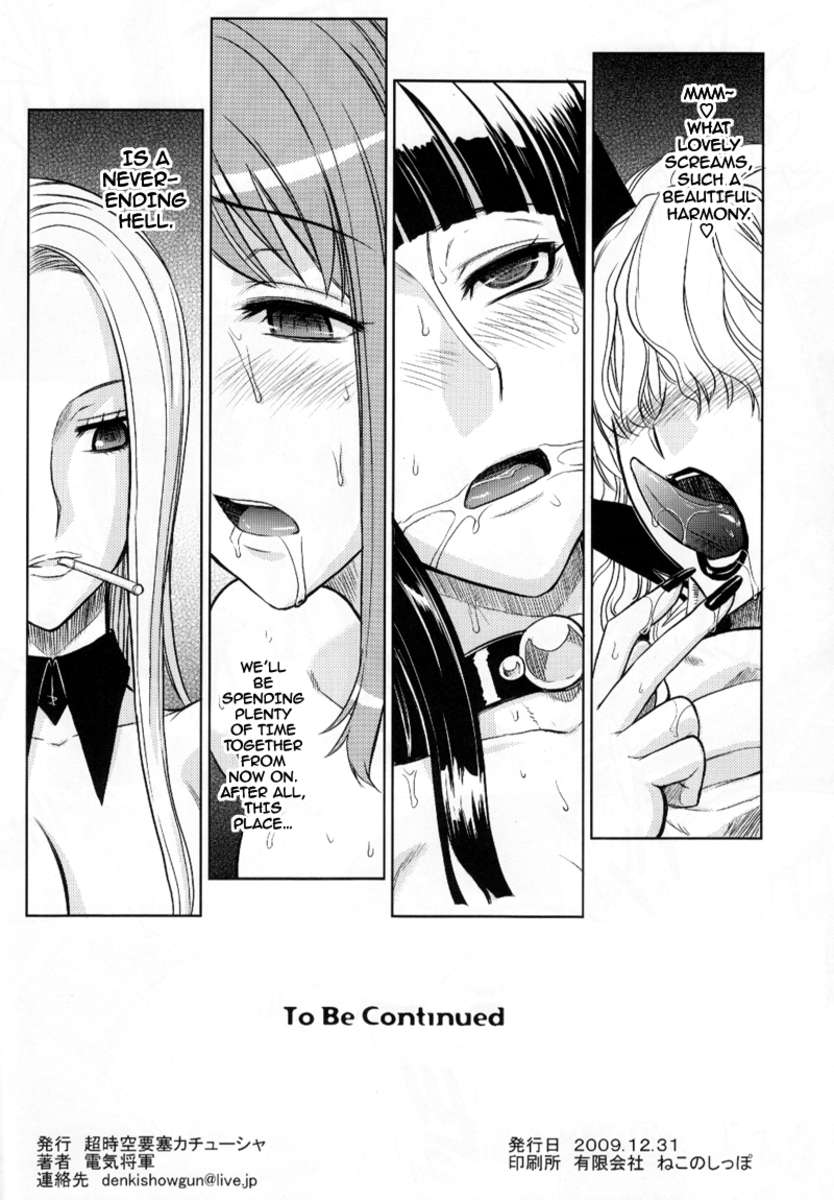 MMM~
♡
WHAT
LOVELY
SCREAMS,
SUCH A
BEAUTIFUL
HARMONY.
♡
WE'LL
BE
SPENDING
PLENTY
OF TIME
TOGETHER
FROM
NOW ON.
AFTER ALL,
THIS
PLACE...
IS A
NEVER-
ENDING
HELL.
To Be Continued
発行 超時空要塞カチューシャ
著者 電気将軍
連絡先 denkishowgun@live.jp
発行日 2009.12.31
印刷所 有限会社 ねこのしっぽ